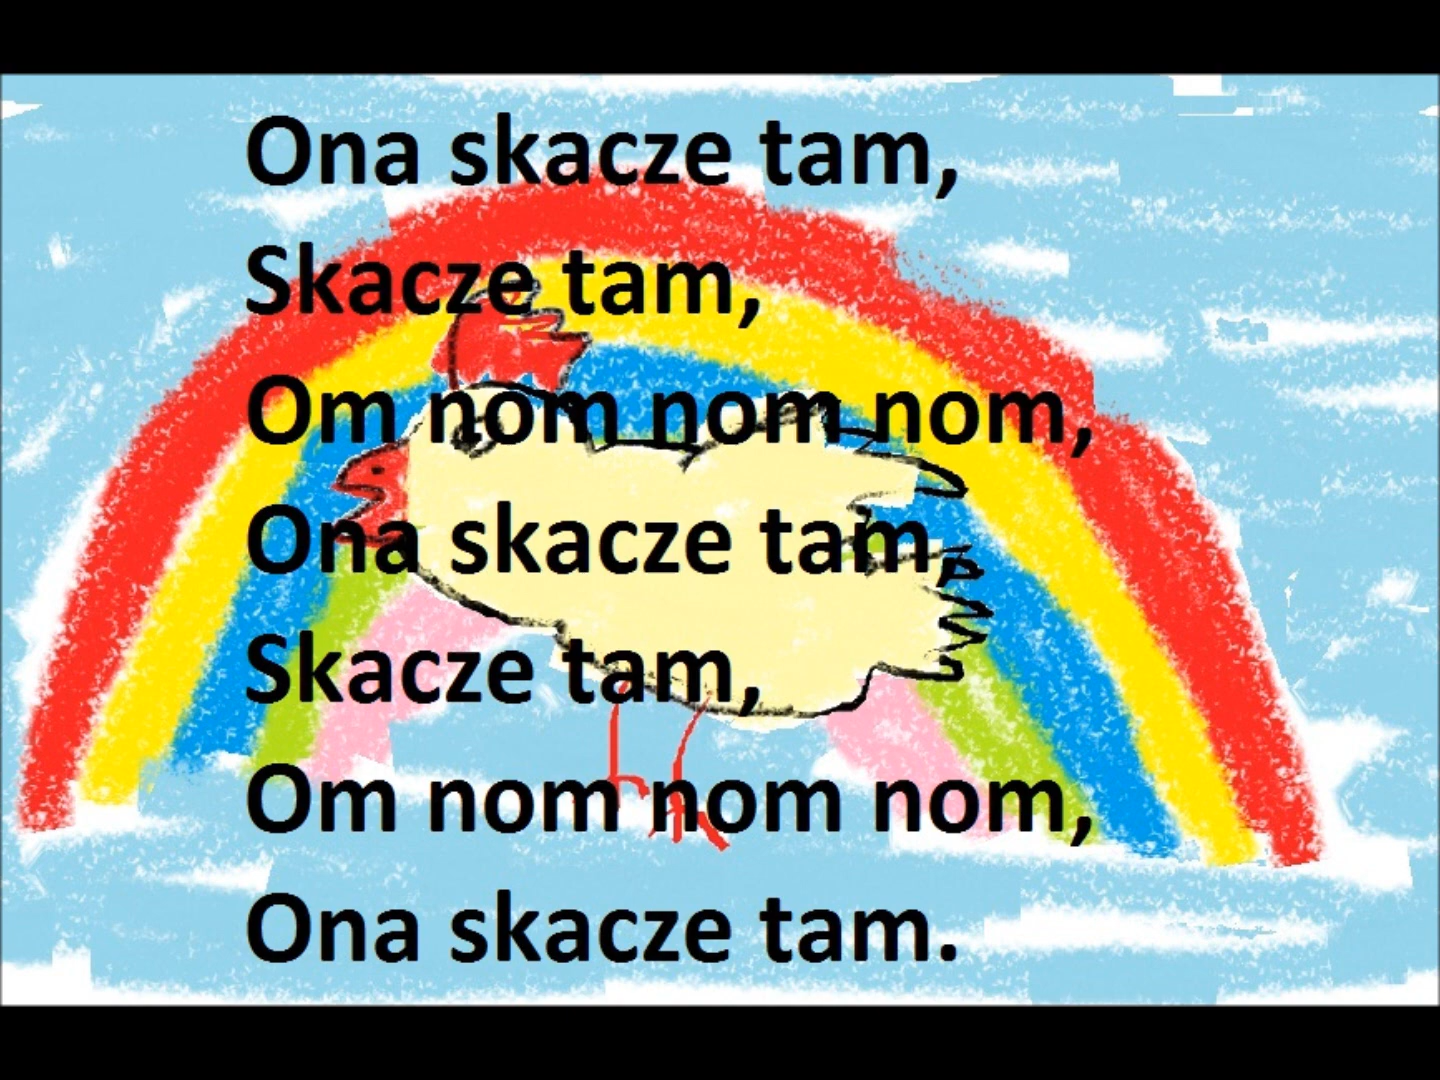 Ona skacze tam,
Skacze tam,
Om nom nom nom,
Ona skacze tam,
Skacze tam,
Om nom nom nom,
Ona skacze tam.